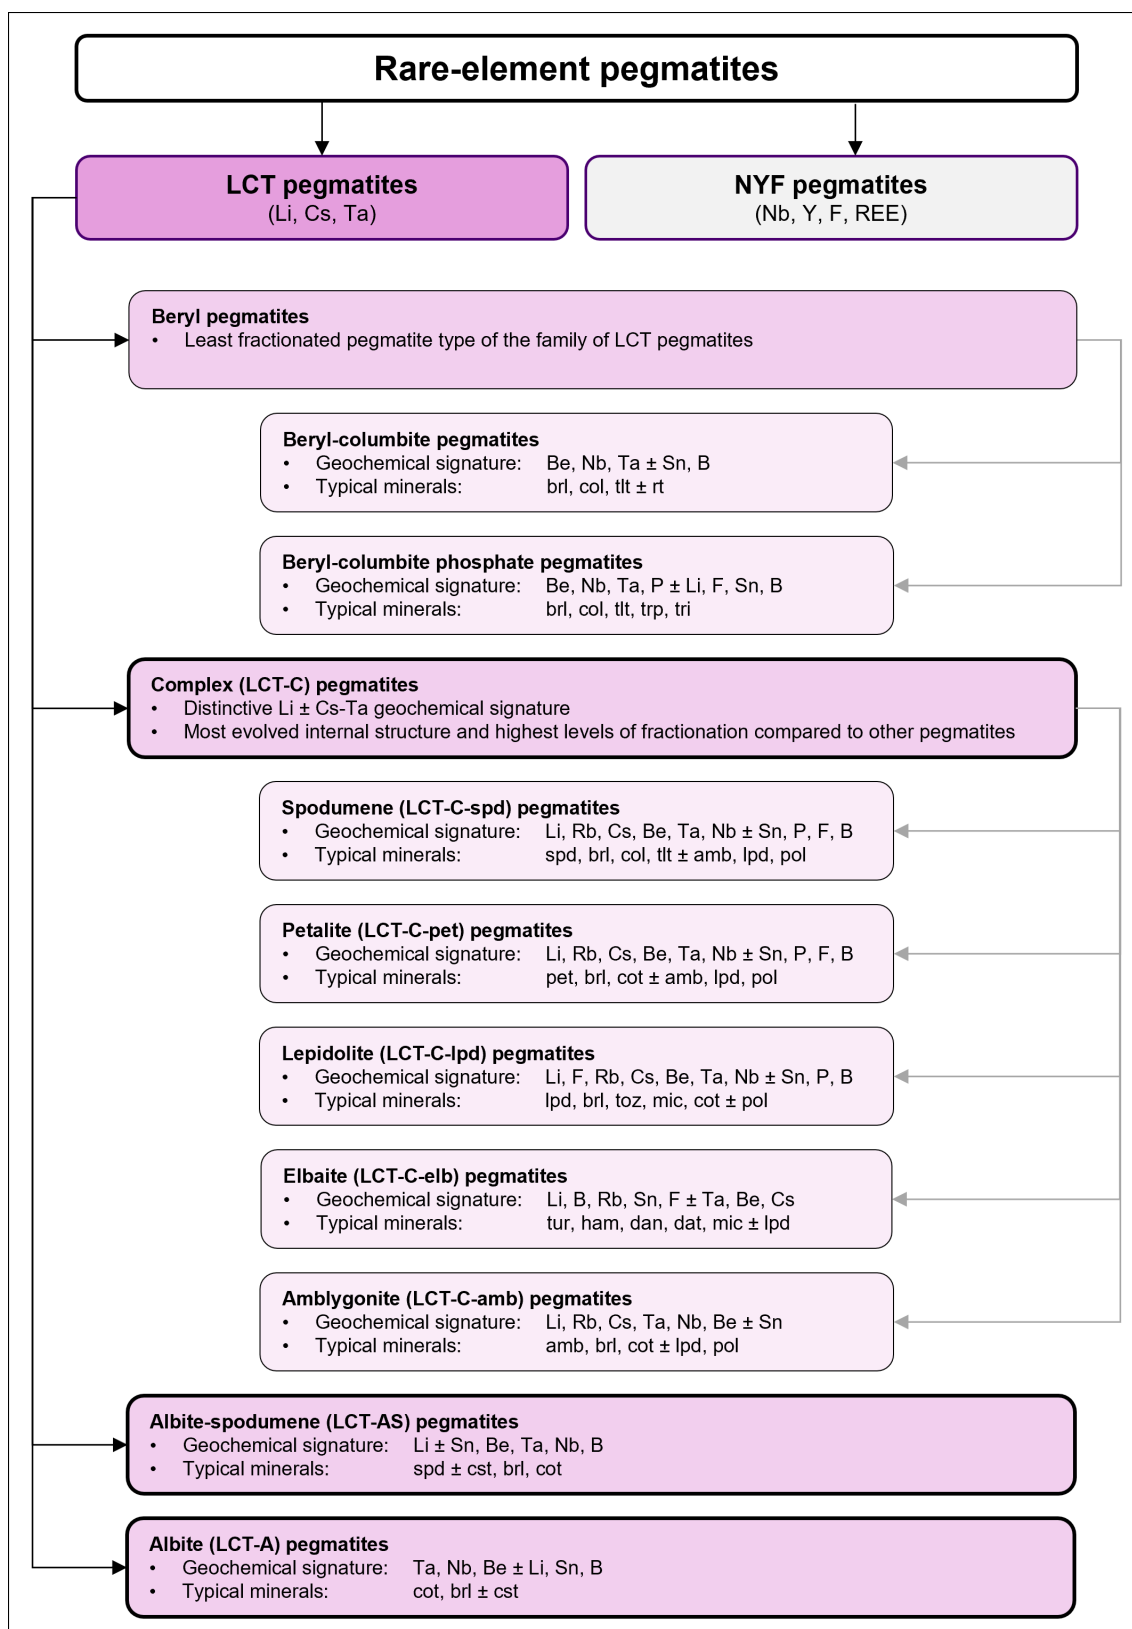 Rare-element pegmatites
LCT pegmatites
(Li, Cs, Ta)
NYF pegmatites
(Nb, Y, F, REE)
Beryl pegmatites
• Least fractionated pegmatite type of the family of LCT pegmatites
Beryl-columbite pegmatites
• Geochemical signature: Be, Nb, Ta ± Sn, B
• Typical minerals: brl, col, tlt ± rt
Beryl-columbite phosphate pegmatites
• Geochemical signature: Be, Nb, Ta, P ± Li, F, Sn, B
• Typical minerals: brl, col, tlt, trp, tri
Complex (LCT-C) pegmatites
• Distinctive Li ± Cs-Ta geochemical signature
• Most evolved internal structure and highest levels of fractionation compared to other pegmatites
Spodumene (LCT-C-spd) pegmatites
• Geochemical signature: Li, Rb, Cs, Be, Ta, Nb ± Sn, P, F, B
• Typical minerals: spd, brl, col, tlt ± amb, lpd, pol
Petalite (LCT-C-pet) pegmatites
• Geochemical signature: Li, Rb, Cs, Be, Ta, Nb ± Sn, P, F, B
• Typical minerals: pet, brl, cot ± amb, lpd, pol
Lepidolite (LCT-C-lpd) pegmatites
• Geochemical signature: Li, F, Rb, Cs, Be, Ta, Nb ± Sn, P, B
• Typical minerals: lpd, brl, toz, mic, cot ± pol
Elbaite (LCT-C-elb) pegmatites
• Geochemical signature: Li, B, Rb, Sn, F ± Ta, Be, Cs
• Typical minerals: tur, ham, dan, dat, mic ± lpd
Amblygonite (LCT-C-amb) pegmatites
• Geochemical signature: Li, Rb, Cs, Ta, Nb, Be ± Sn
• Typical minerals: amb, brl, cot ± lpd, pol
Albite-spodumene (LCT-AS) pegmatites
• Geochemical signature: Li ± Sn, Be, Ta, Nb, B
• Typical minerals: spd ± cst, brl, cot
Albite (LCT-A) pegmatites
• Geochemical signature: Ta, Nb, Be ± Li, Sn, B
• Typical minerals: cot, brl ± cst